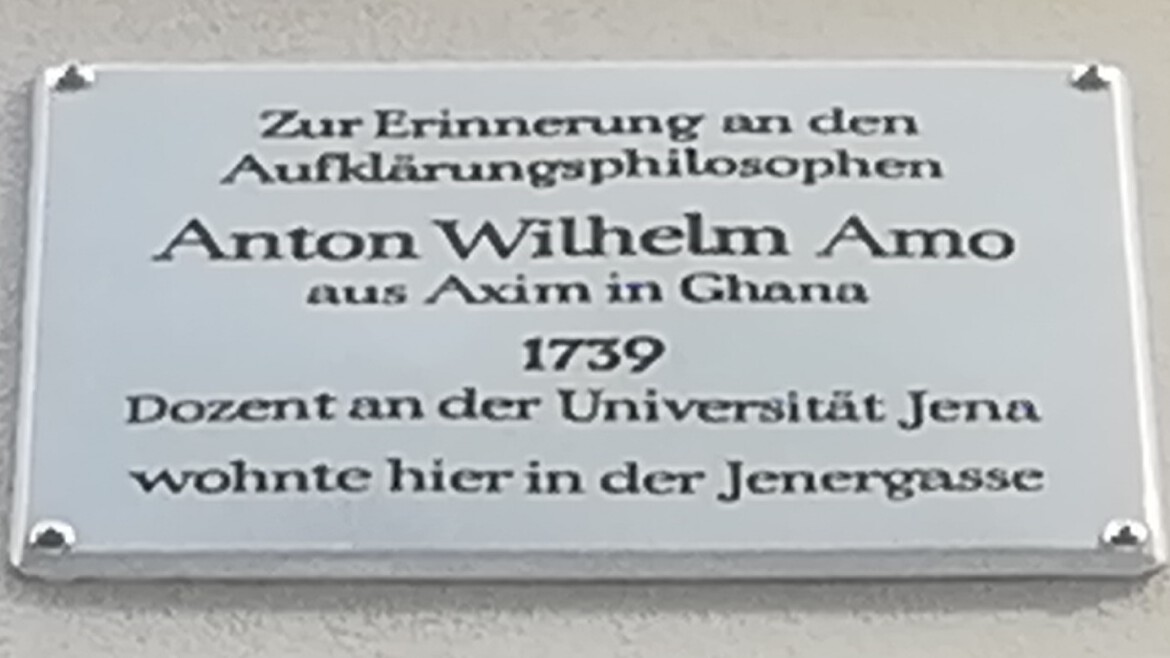 Zur Erinnerung an den
Aufklärungsphilosophen
Anton Wilhelm Amo
aus Axim in Ghana
1739
Dozent an der Universität Jena
wohnte hier in der Jenergasse